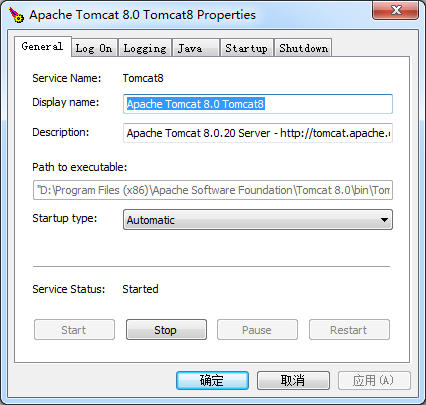 Apache Tomcat 8.0 Tomcat8 Properties
General Log On Logging Java Startup Shutdown
Service Name: Tomcat8
Display name: Apache Tomcat 8.0 Tomcat8
Description: Apache Tomcat 8.0.20 Server - http://tomcat.apache.
Path to executable:
"D:\Program Files (x86)\Apache Software Foundation\Tomcat 8.0\bin\Tom
Startup type: Automatic
Service Status: Started
Start Stop Pause Restart
确定 取消 应用(A)